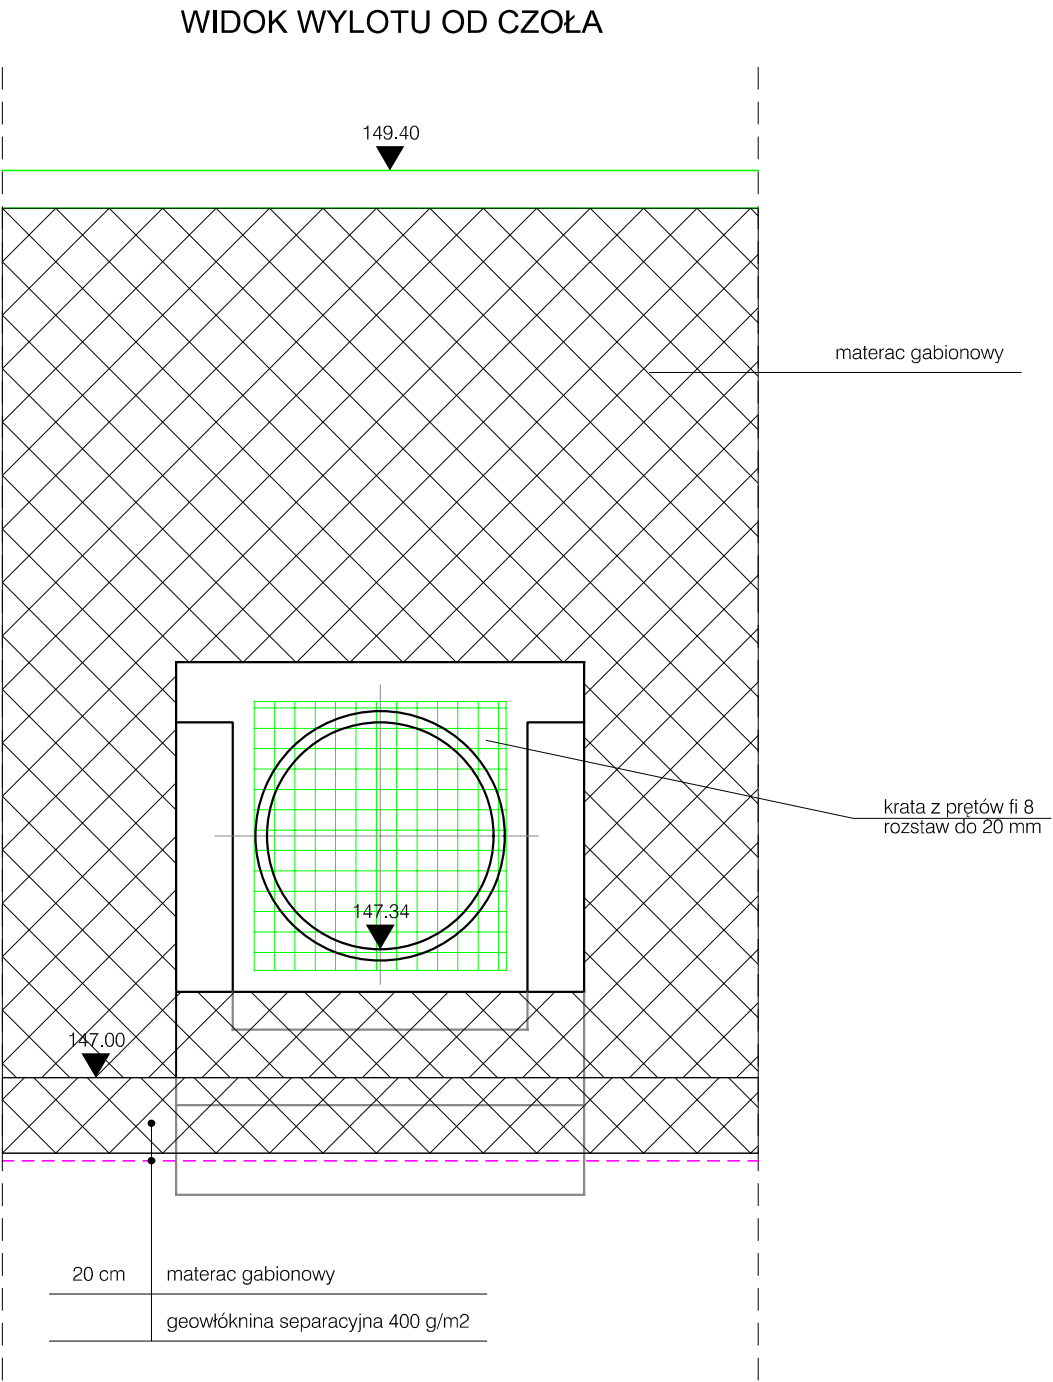 WIDOK WYLOTU OD CZOŁA
149.40
materac gabionowy
krata z prętów fi 8
rozstaw do 20 mm
147.34
147.00
20 cm materac gabionowy
geowłóknina separacyjna 400 g/m2